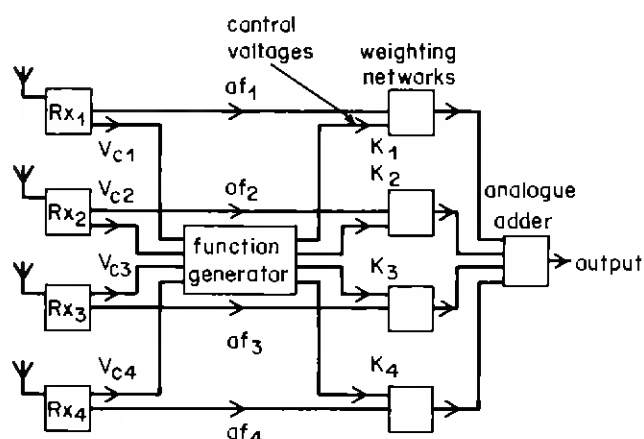 cantral
voltages
weighting
networks
Rx1
af1
Vc1
K1
Rx2
Vc2
af2
K2
analogue
adder
function
generator
output
Rx3
Vc3
K3
af3
Rx4
Vc4
K4
af4